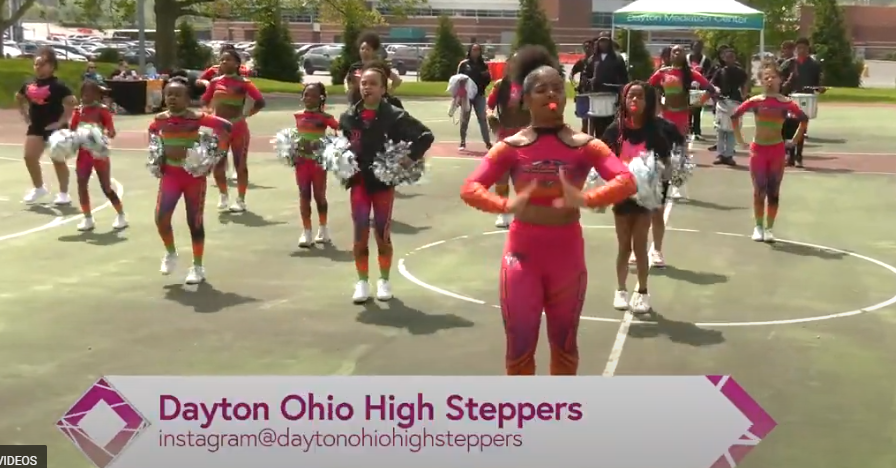 Dayton Mediation Center
Dayton Ohio High Steppers
instagram@daytonohiohighsteppers
VIDEOS